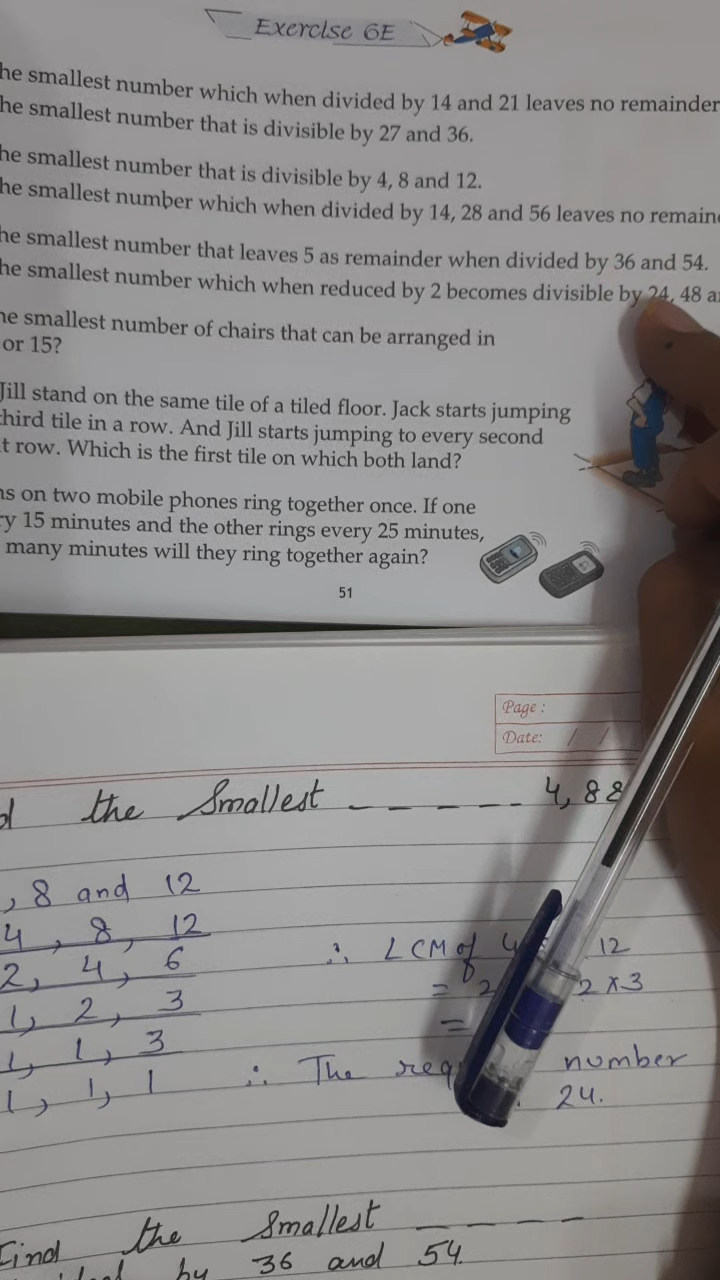 Exercise 6E
he smallest number which when divided by 14 and 21 leaves no remainder
he smallest number that is divisible by 27 and 36.
he smallest number that is divisible by 4, 8 and 12.
he smallest number which when divided by 14, 28 and 56 leaves no remain
he smallest number that leaves 5 as remainder when divided by 36 and 54.
he smallest number which when reduced by 2 becomes divisible by 24, 48 a
he smallest number of chairs that can be arranged in
or 15?
Jill stand on the same tile of a tiled floor. Jack starts jumping
third tile in a row. And Jill starts jumping to every second
t row. Which is the first tile on which both land?
ns on two mobile phones ring together once. If one
ry 15 minutes and the other rings every 25 minutes,
many minutes will they ring together again?
51
Page :
Date: / /
d the Smallest _ _ _ _ _ 4, 8 8
, 8 and 12
4, 8, 12
2, 4, 6
1, 2, 3
1, 1, 3
1, 1, 1
∴ LCM of 4 12
= 2 2 x 3
=
∴ The req number
24.
Find the Smallest _ _ _ _
by 36 and 54.